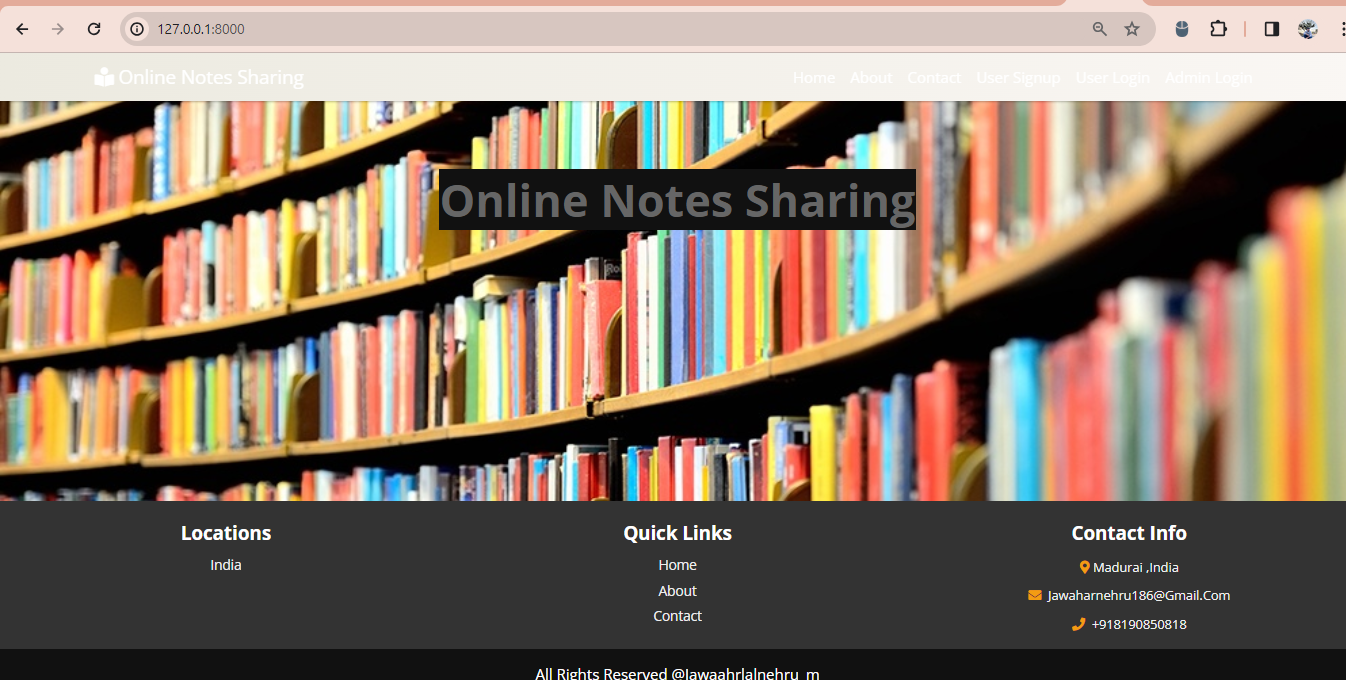 127.0.0.1:8000
Online Notes Sharing
Home About Contact User Signup User Login Admin Login
Online Notes Sharing
Locations
India
Quick Links
Home
About
Contact
Contact Info
Madurai ,India
Jawaharnehru186@Gmail.Com
+918190850818
All Rights Reserved @Jawaahrlalnehru_m